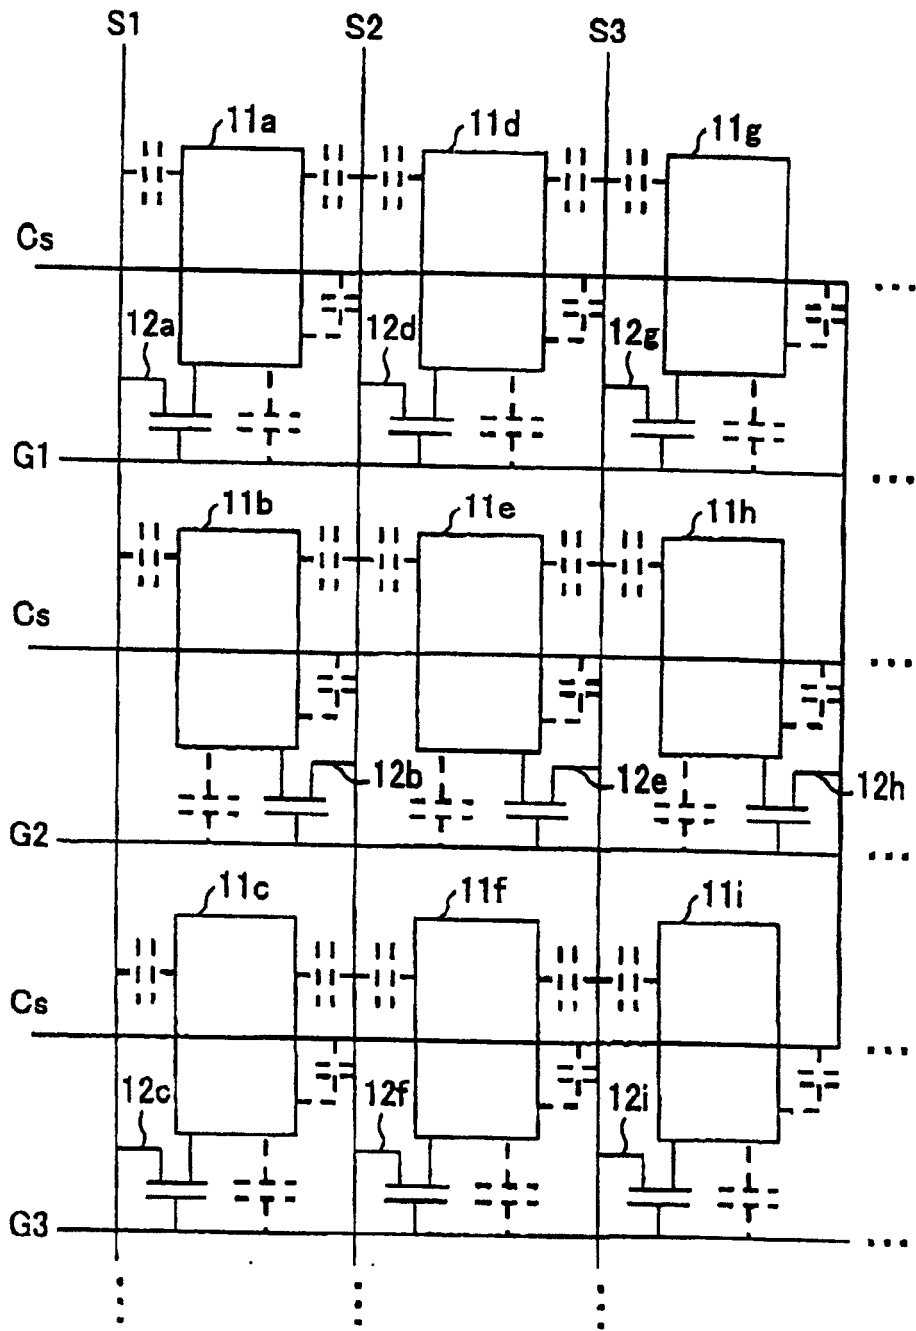 S1 S2 S3
11a 11d 11g
Cs ...
12a 12d 12g
G1 ...
11b 11e 11h
Cs ...
12b 12e 12h
G2 ...
11c 11f 11i
Cs ...
12c 12f 12i
G3 ...